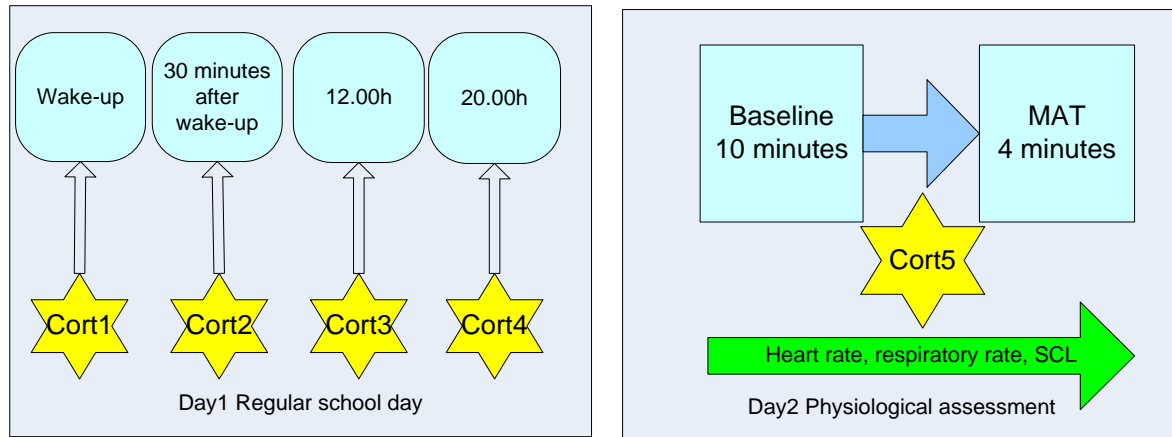 Wake-up
30 minutes
after
wake-up
12.00h
20.00h
Cort1
Cort2
Cort3
Cort4
Day1 Regular school day
Baseline
10 minutes
MAT
4 minutes
Cort5
Heart rate, respiratory rate, SCL
Day2 Physiological assessment